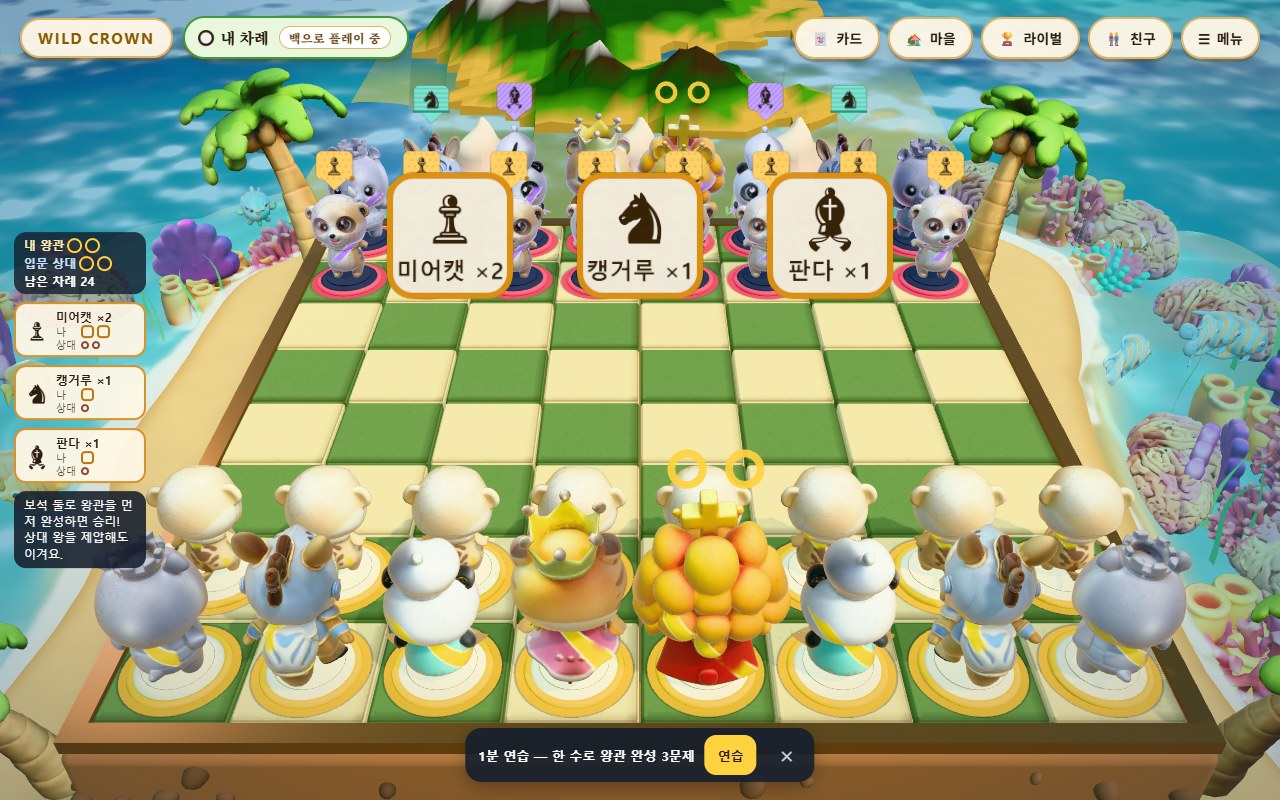 WILD CROWN
내 차례
백으로 플레이 중
카드
마을
라이벌
친구
☰ 메뉴
미어캣 ×2
캥거루 ×1
판다 ×1
내 왕관
입문 상대
남은 차례 24
미어캣 ×2
나
상대
캥거루 ×1
나
상대
판다 ×1
나
상대
보석 둘로 왕관을 먼
저 완성하면 승리!
상대 왕을 제압해도
이겨요.
1분 연습 — 한 수로 왕관 완성 3문제
연습
✕